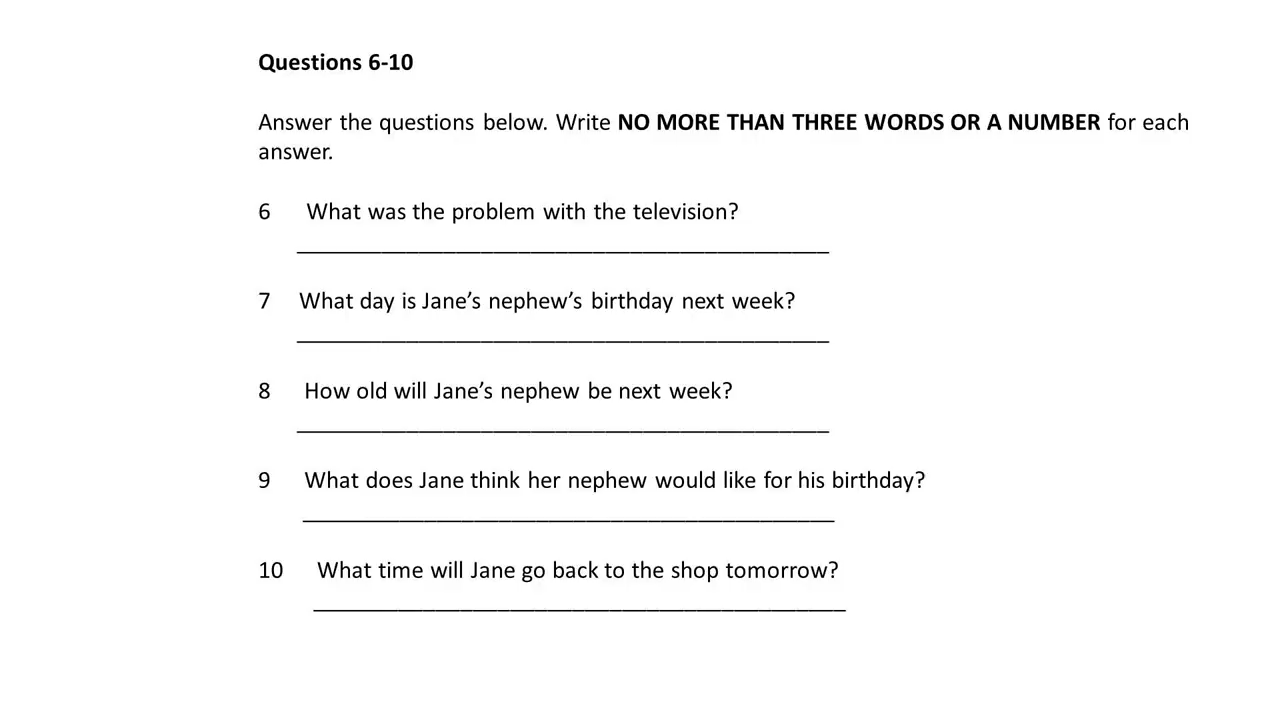 Questions 6-10
Answer the questions below. Write NO MORE THAN THREE WORDS OR A NUMBER for each
answer.
6 What was the problem with the television?
7 What day is Jane’s nephew’s birthday next week?
8 How old will Jane’s nephew be next week?
9 What does Jane think her nephew would like for his birthday?
10 What time will Jane go back to the shop tomorrow?